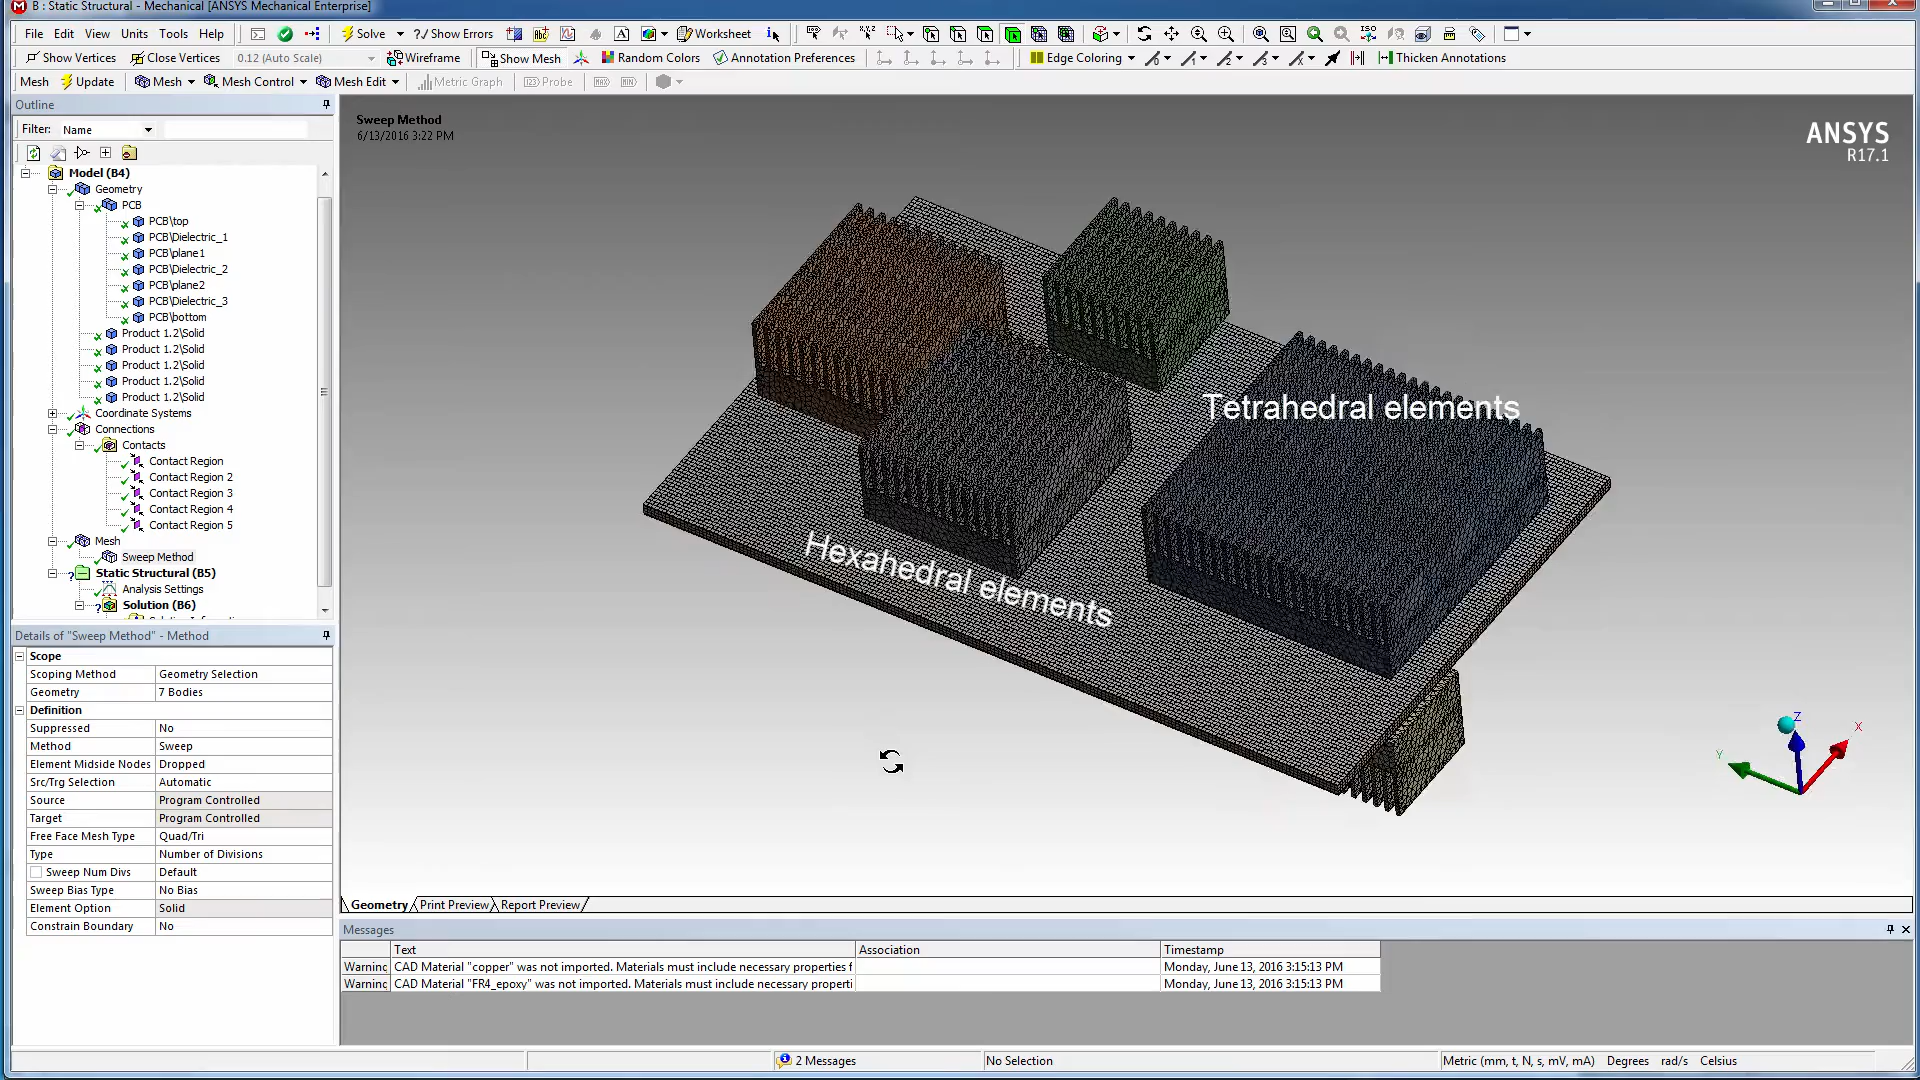 B : Static Structural - Mechanical [ANSYS Mechanical Enterprise]
File Edit View Units Tools Help Solve ?/ Show Errors Worksheet
Show Vertices Close Vertices 0.12 (Auto Scale) Wireframe Show Mesh Random Colors Annotation Preferences Edge Coloring Thicken Annotations
Mesh Update Mesh Mesh Control Mesh Edit Metric Graph Probe
Outline
Filter: Name
Model (B4)
Geometry
PCB
PCB\top
PCB\Dielectric_1
PCB\plane1
PCB\Dielectric_2
PCB\plane2
PCB\Dielectric_3
PCB\bottom
Product 1.2\Solid
Product 1.2\Solid
Product 1.2\Solid
Product 1.2\Solid
Product 1.2\Solid
Coordinate Systems
Connections
Contacts
Contact Region
Contact Region 2
Contact Region 3
Contact Region 4
Contact Region 5
Mesh
Sweep Method
Static Structural (B5)
Analysis Settings
Solution (B6)
Details of "Sweep Method" - Method
Scope
Scoping Method Geometry Selection
Geometry 7 Bodies
Definition
Suppressed No
Method Sweep
Element Midside Nodes Dropped
Src/Trg Selection Automatic
Source Program Controlled
Target Program Controlled
Free Face Mesh Type Quad/Tri
Type Number of Divisions
Sweep Num Divs Default
Sweep Bias Type No Bias
Element Option Solid
Constrain Boundary No
Sweep Method
6/13/2016 3:22 PM
ANSYS
R17.1
Tetrahedral elements
Hexahedral elements
Z
X
Y
Geometry Print Preview Report Preview
Messages
Text Association Timestamp
Warning CAD Material "copper" was not imported. Materials must include necessary properties f Monday, June 13, 2016 3:15:13 PM
Warning CAD Material "FR4_epoxy" was not imported. Materials must include necessary properti Monday, June 13, 2016 3:15:13 PM
2 Messages No Selection Metric (mm, t, N, s, mV, mA) Degrees rad/s Celsius